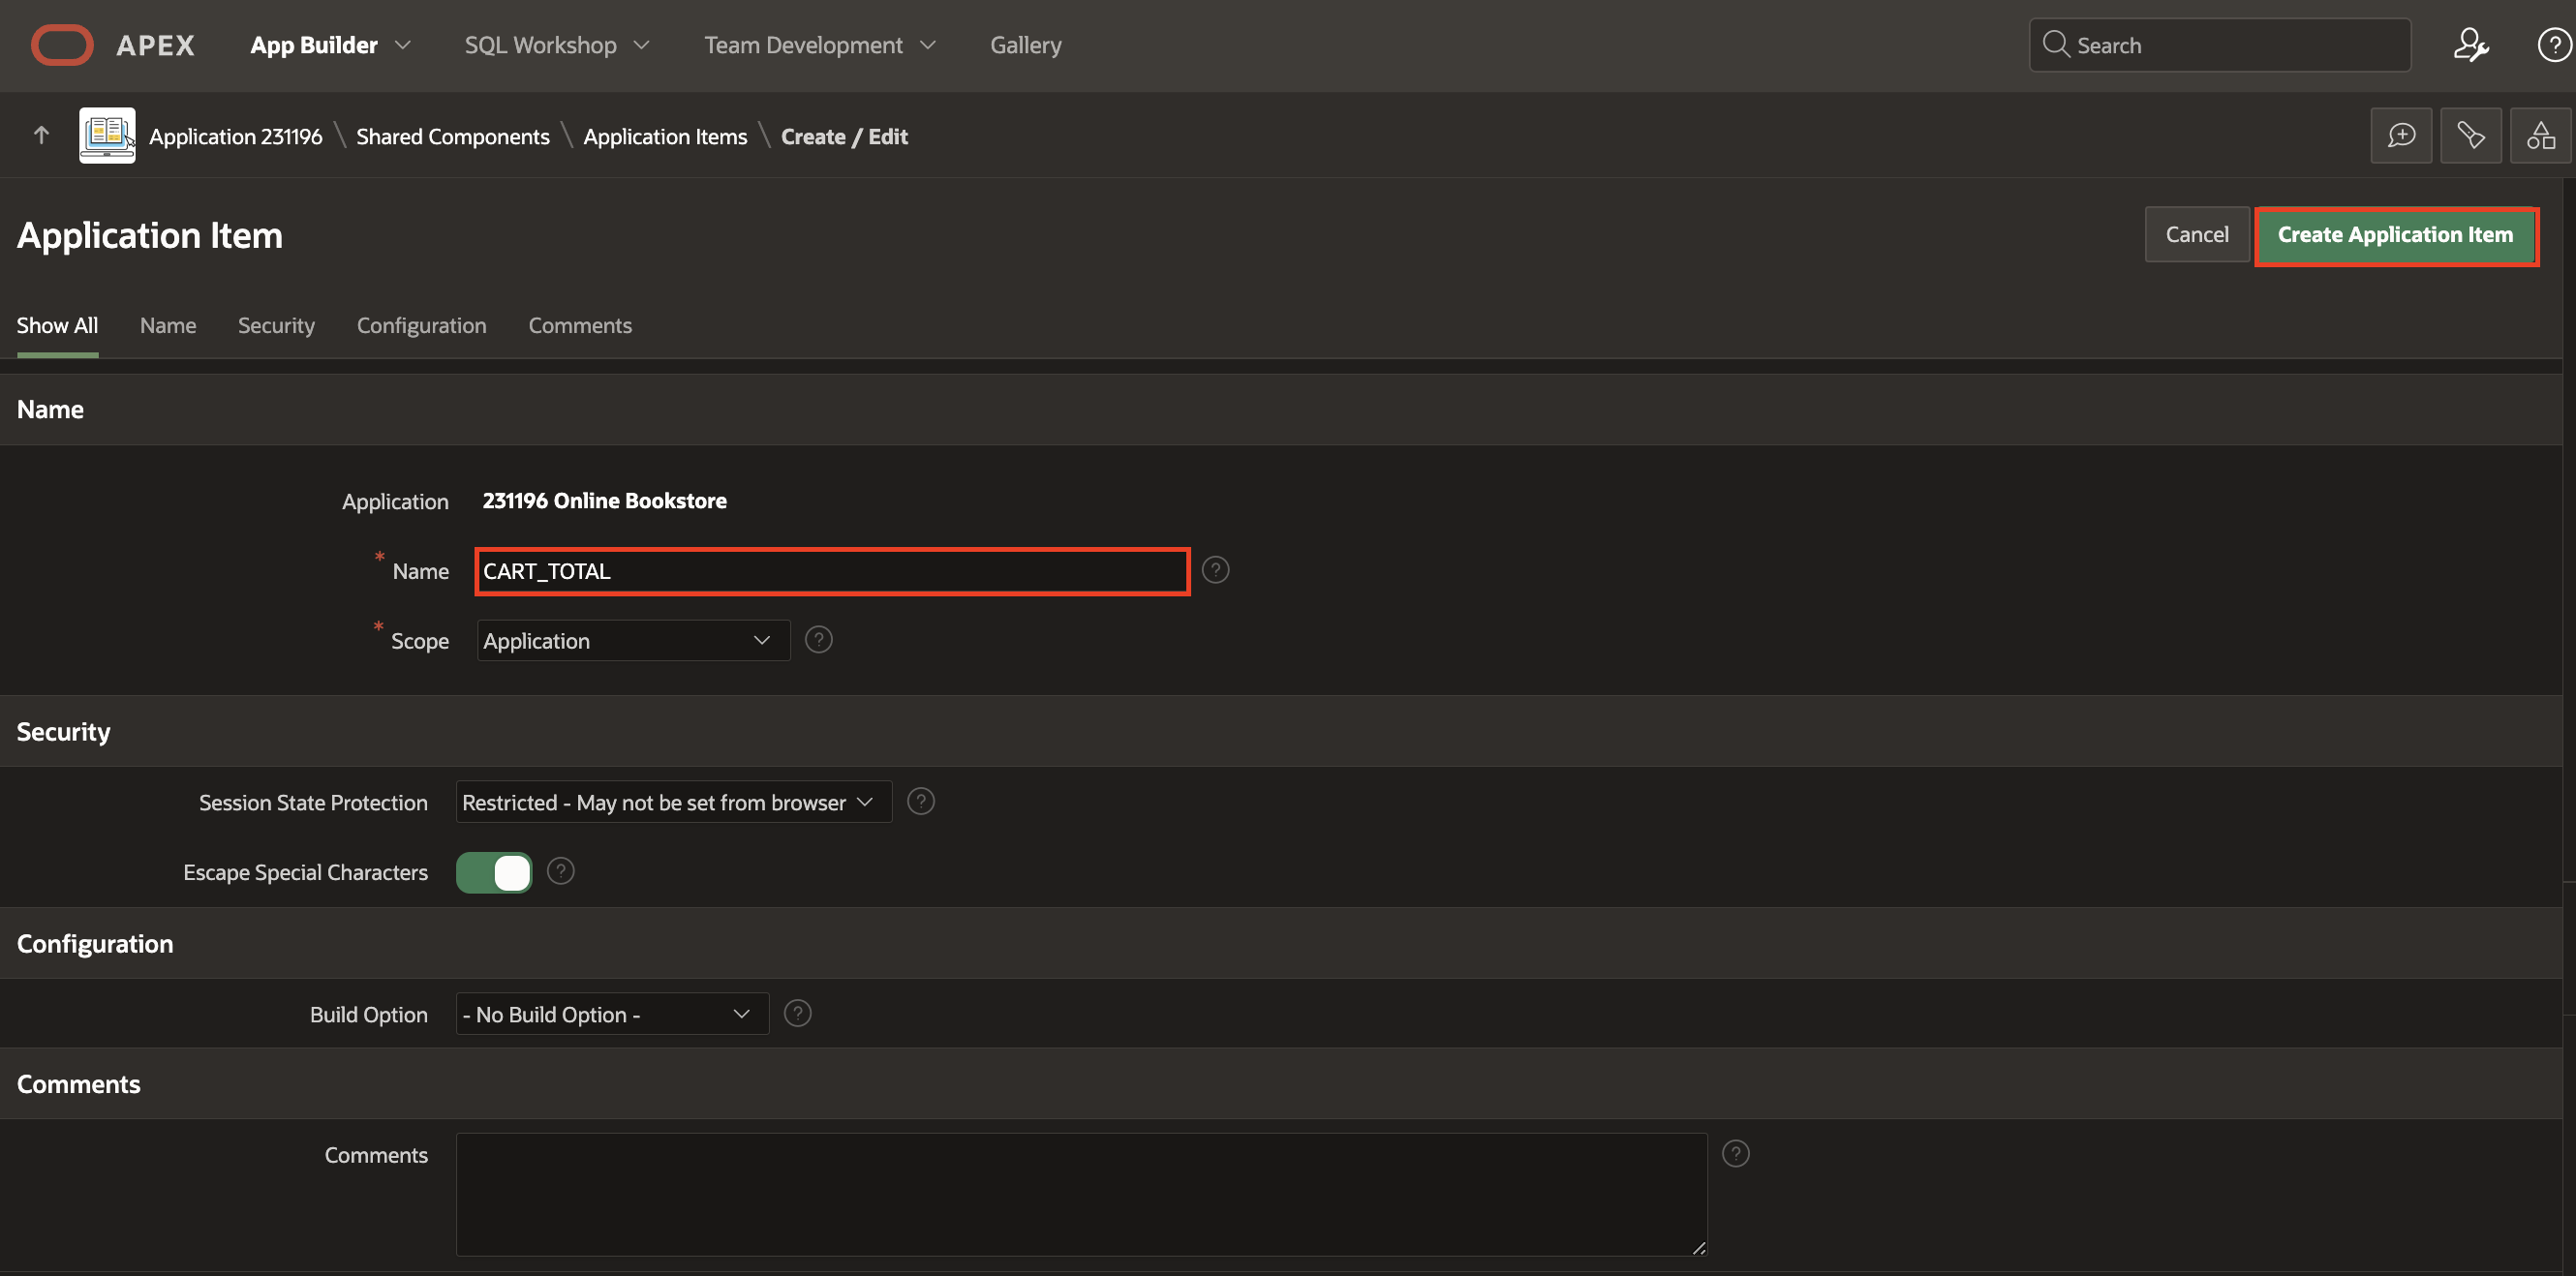 APEX App Builder SQL Workshop Team Development Gallery Search ?
Application 231196 \ Shared Components \ Application Items \ Create / Edit
Application Item Cancel Create Application Item
Show All Name Security Configuration Comments
Name
Application 231196 Online Bookstore
* Name CART_TOTAL ?
* Scope Application ?
Security
Session State Protection Restricted - May not be set from browser ?
Escape Special Characters ?
Configuration
Build Option - No Build Option - ?
Comments
Comments ?